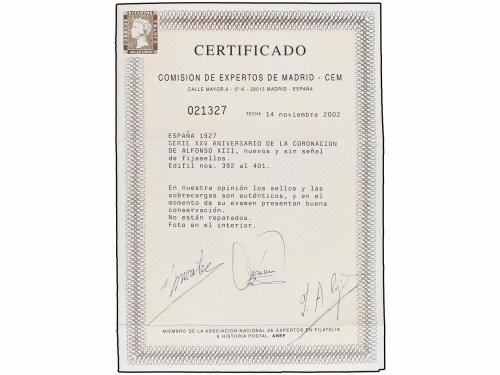 CERTIFICADO
COMISION DE EXPERTOS DE MADRID - CEM
CALLE MAYOR, 6 - 5º-6 - 28013 MADRID - ESPAÑA
021327 FECHA 14 noviembre 2002
ESPAÑA 1927
SERIE XXV ANIVERSARIO DE LA CORONACION
DE ALFONSO XIII, nuevos y sin señal
de fijasellos.
Edifil nos. 392 al 401.
En nuestra opinión los sellos y las
sobrecargas son auténticos, y en el
momento de su examen presentan buena
conservación.
No están reparados.
Foto en el interior.
MIEMBRO DE LA ASOCIACION NACIONAL DE EXPERTOS EN FILATELIA
E HISTORIA POSTAL. ANEF